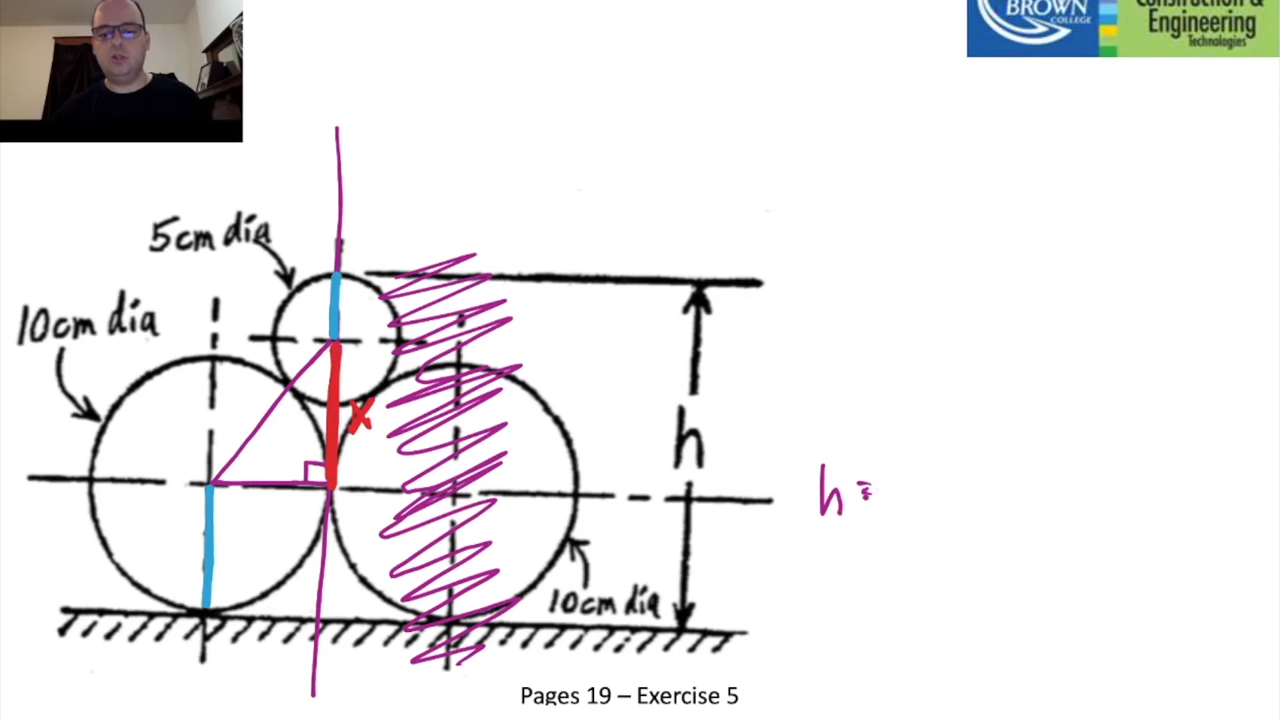 BROWN
COLLEGE
Construction &
Engineering
Technologies
5cm dia
10cm dia
x
h
h =
10cm dia
Pages 19 – Exercise 5